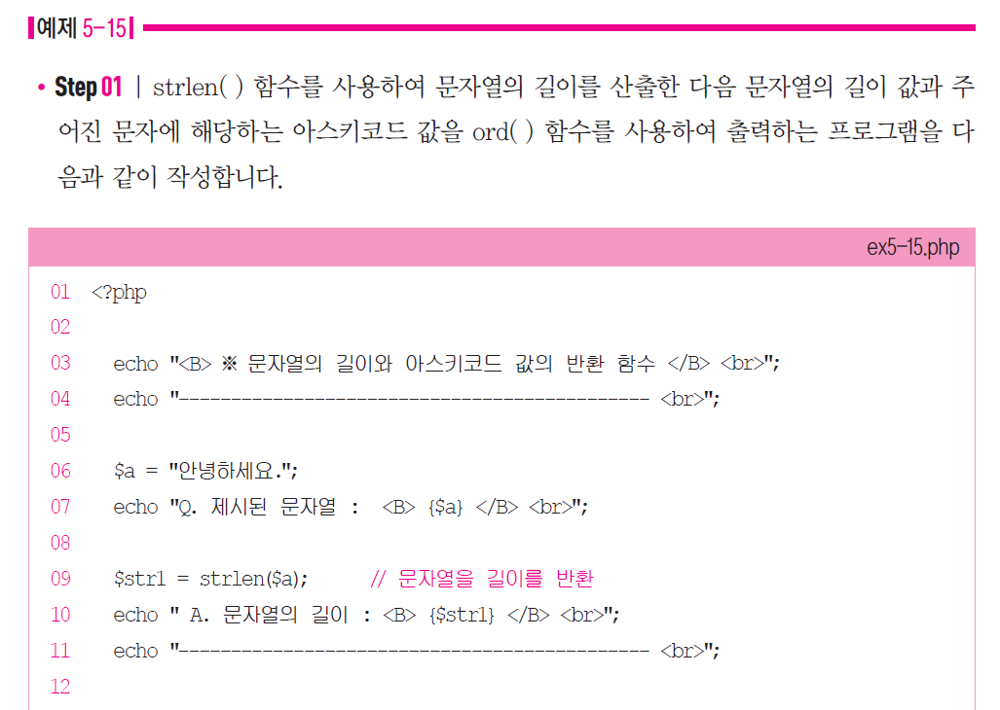 예제 5-15
• Step 01 | strlen( ) 함수를 사용하여 문자열의 길이를 산출한 다음 문자열의 길이 값과 주
어진 문자에 해당하는 아스키코드 값을 ord( ) 함수를 사용하여 출력하는 프로그램을 다
음과 같이 작성합니다.
ex5-15.php
01 <?php
02
03 echo "<B> ※ 문자열의 길이와 아스키코드 값의 반환 함수 </B> <br>";
04 echo "--------------------------------------------- <br>";
05
06 $a = "안녕하세요.";
07 echo "Q. 제시된 문자열 :  <B> {$a} </B> <br>";
08
09 $str1 = strlen($a); // 문자열을 길이를 반환
10 echo " A. 문자열의 길이 : <B> {$str1} </B> <br>";
11 echo "--------------------------------------------- <br>";
12